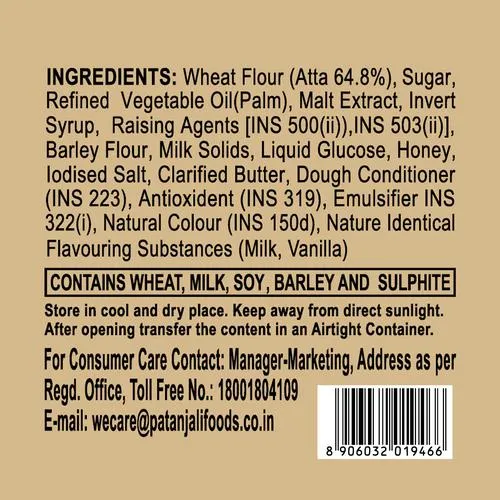 INGREDIENTS: Wheat Flour (Atta 64.8%), Sugar,
Refined Vegetable Oil(Palm), Malt Extract, Invert
Syrup, Raising Agents [INS 500(ii)),INS 503(ii)],
Barley Flour, Milk Solids, Liquid Glucose, Honey,
Iodised Salt, Clarified Butter, Dough Conditioner
(INS 223), Antioxident (INS 319), Emulsifier INS
322(i), Natural Colour (INS 150d), Nature Identical
Flavouring Substances (Milk, Vanilla)
CONTAINS WHEAT, MILK, SOY, BARLEY AND SULPHITE
Store in cool and dry place. Keep away from direct sunlight.
After opening transfer the content in an Airtight Container.
For Consumer Care Contact: Manager-Marketing, Address as per
Regd. Office, Toll Free No.: 18001804109
E-mail: wecare@patanjalifoods.co.in
8 906032 019466